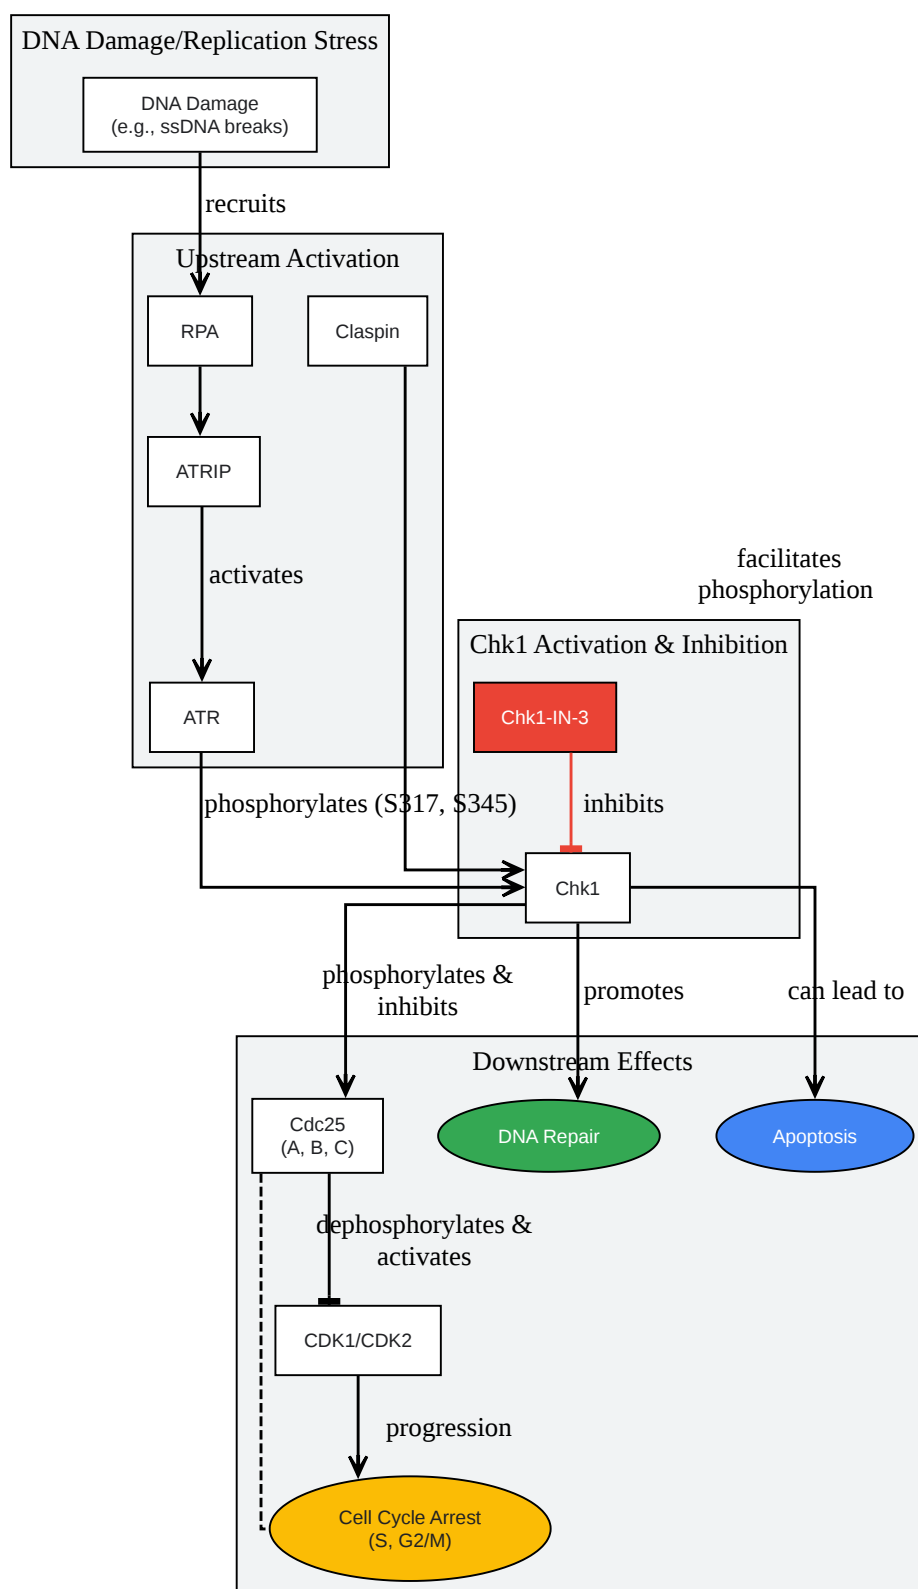 DNA Damage/Replication Stress
DNA Damage
(e.g., ssDNA breaks)
recruits
Upstream Activation
RPA
Claspin
ATRIP
activates
facilitates
phosphorylation
Chk1 Activation & Inhibition
ATR
Chk1-IN-3
phosphorylates (S317, S345)
inhibits
Chk1
phosphorylates &
inhibits
promotes
can lead to
Downstream Effects
Cdc25
(A, B, C)
DNA Repair
Apoptosis
dephosphorylates &
activates
CDK1/CDK2
progression
Cell Cycle Arrest
(S, G2/M)